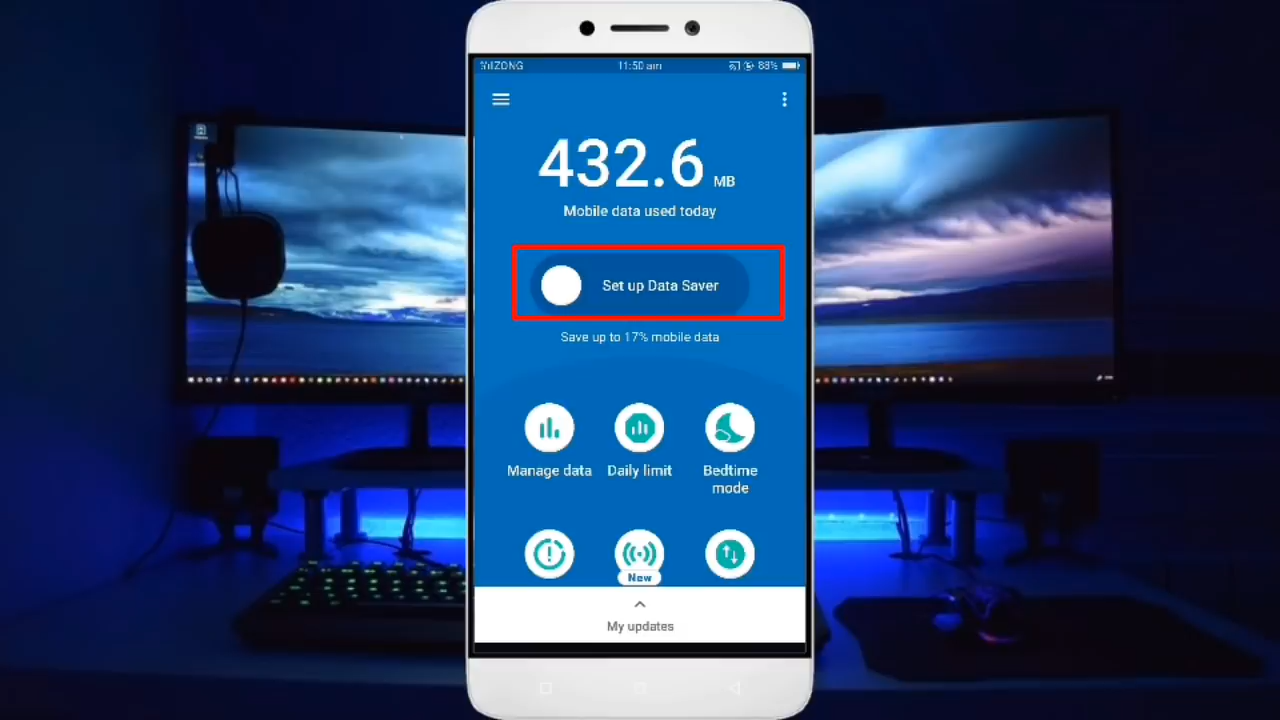 ZONG
11:50 am
88%
432.6 MB
Mobile data used today
Set up Data Saver
Save up to 17% mobile data
Manage data
Daily limit
Bedtime
mode
New
My updates